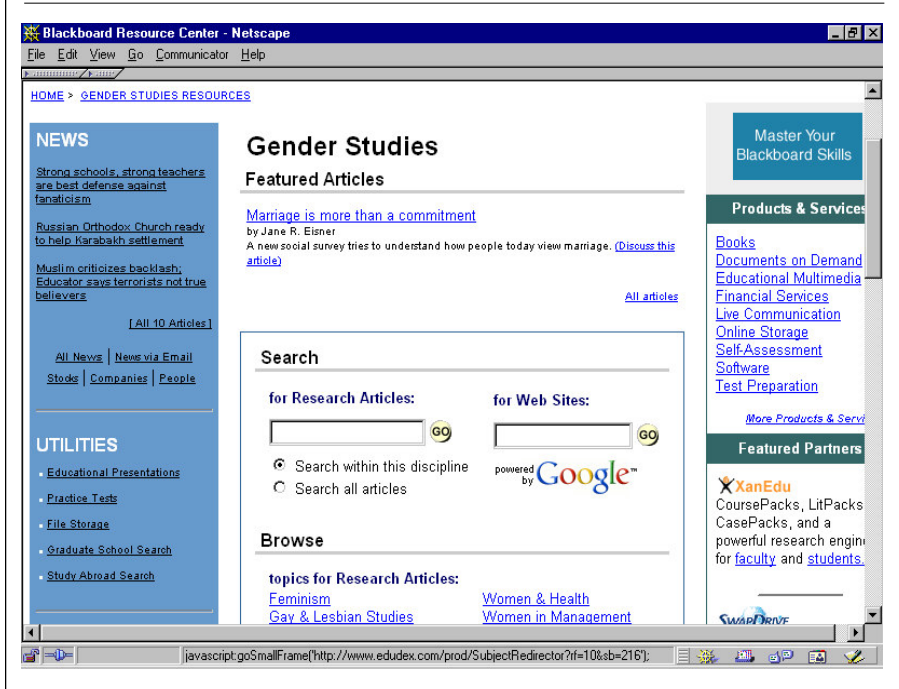 Blackboard Resource Center - Netscape
File Edit View Go Communicator Help
HOME > GENDER STUDIES RESOURCES
NEWS
Strong schools, strong teachers
are best defense against
fanaticism
Russian Orthodox Church ready
to help Karabakh settlement
Muslim criticizes backlash;
Educator says terrorists not true
believers
[ All 10 Articles ]
All News | News via Email
Stocks | Companies | People
UTILITIES
Educational Presentations
Practice Tests
File Storage
Graduate School Search
Study Abroad Search
Gender Studies
Featured Articles
Marriage is more than a commitment
by Jane R. Eisner
A new social survey tries to understand how people today view marriage. (Discuss this
article)
All articles
Search
for Research Articles:
GO
Search within this discipline
Search all articles
for Web Sites:
GO
powered
by Google™
Browse
topics for Research Articles:
Feminism
Women & Health
Gay & Lesbian Studies
Women in Management
Master Your
Blackboard Skills
Products & Services
Books
Documents on Demand
Educational Multimedia
Financial Services
Live Communication
Online Storage
Self-Assessment
Software
Test Preparation
More Products & Servi
Featured Partners
XanEdu
CoursePacks, LitPacks
CasePacks, and a
powerful research engin
for faculty and students.
SWAPDRIVE
javascript:goSmallFrame('http://www.edudex.com/prod/SubjectRedirector?rf=10&sb=216');